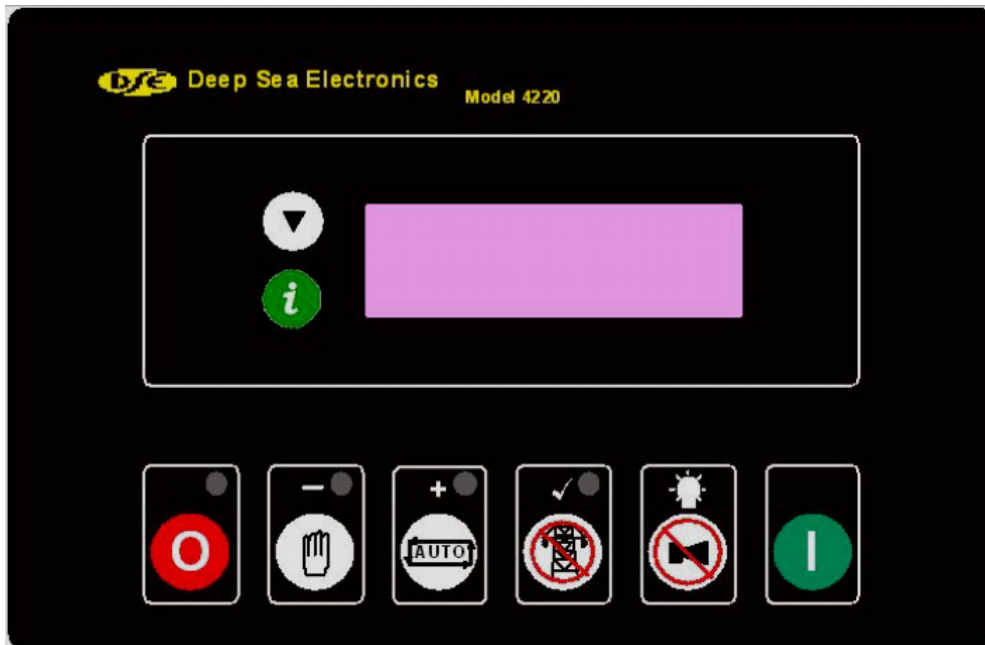 DSE Deep Sea Electronics
Model 4220
i
- +
O AUTO I